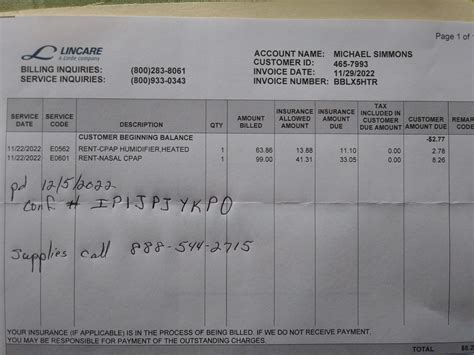 Page 1 of
LINCARE
A Linde company
ACCOUNT NAME: MICHAEL SIMMONS
CUSTOMER ID: 465-7993
INVOICE DATE: 11/29/2022
INVOICE NUMBER: BBLX5HTR
BILLING INQUIRIES: (800)283-8061
SERVICE INQUIRIES: (800)933-0343
SERVICE DATE SERVICE CODE DESCRIPTION QTY AMOUNT BILLED INSURANCE ALLOWED AMOUNT INSURANCE AMOUNT DUE TAX INCLUDED IN CUSTOMER DUE AMOUNT CUSTOMER AMOUNT DUE REMAR CODE
CUSTOMER BEGINNING BALANCE -$2.77
11/22/2022 E0562 RENT-CPAP HUMIDIFIER,HEATED 1 63.86 13.88 11.10 0.00 2.78
11/22/2022 E0601 RENT-NASAL CPAP 1 99.00 41.31 33.05 0.00 8.26
pd 12/5/2022
conf # IPIJPJYKPO
Supplies call 888-544-2715
YOUR INSURANCE (IF APPLICABLE) IS IN THE PROCESS OF BEING BILLED. IF WE DO NOT RECEIVE PAYMENT,
YOU MAY BE RESPONSIBLE FOR PAYMENT OF THE OUTSTANDING CHARGES.
TOTAL